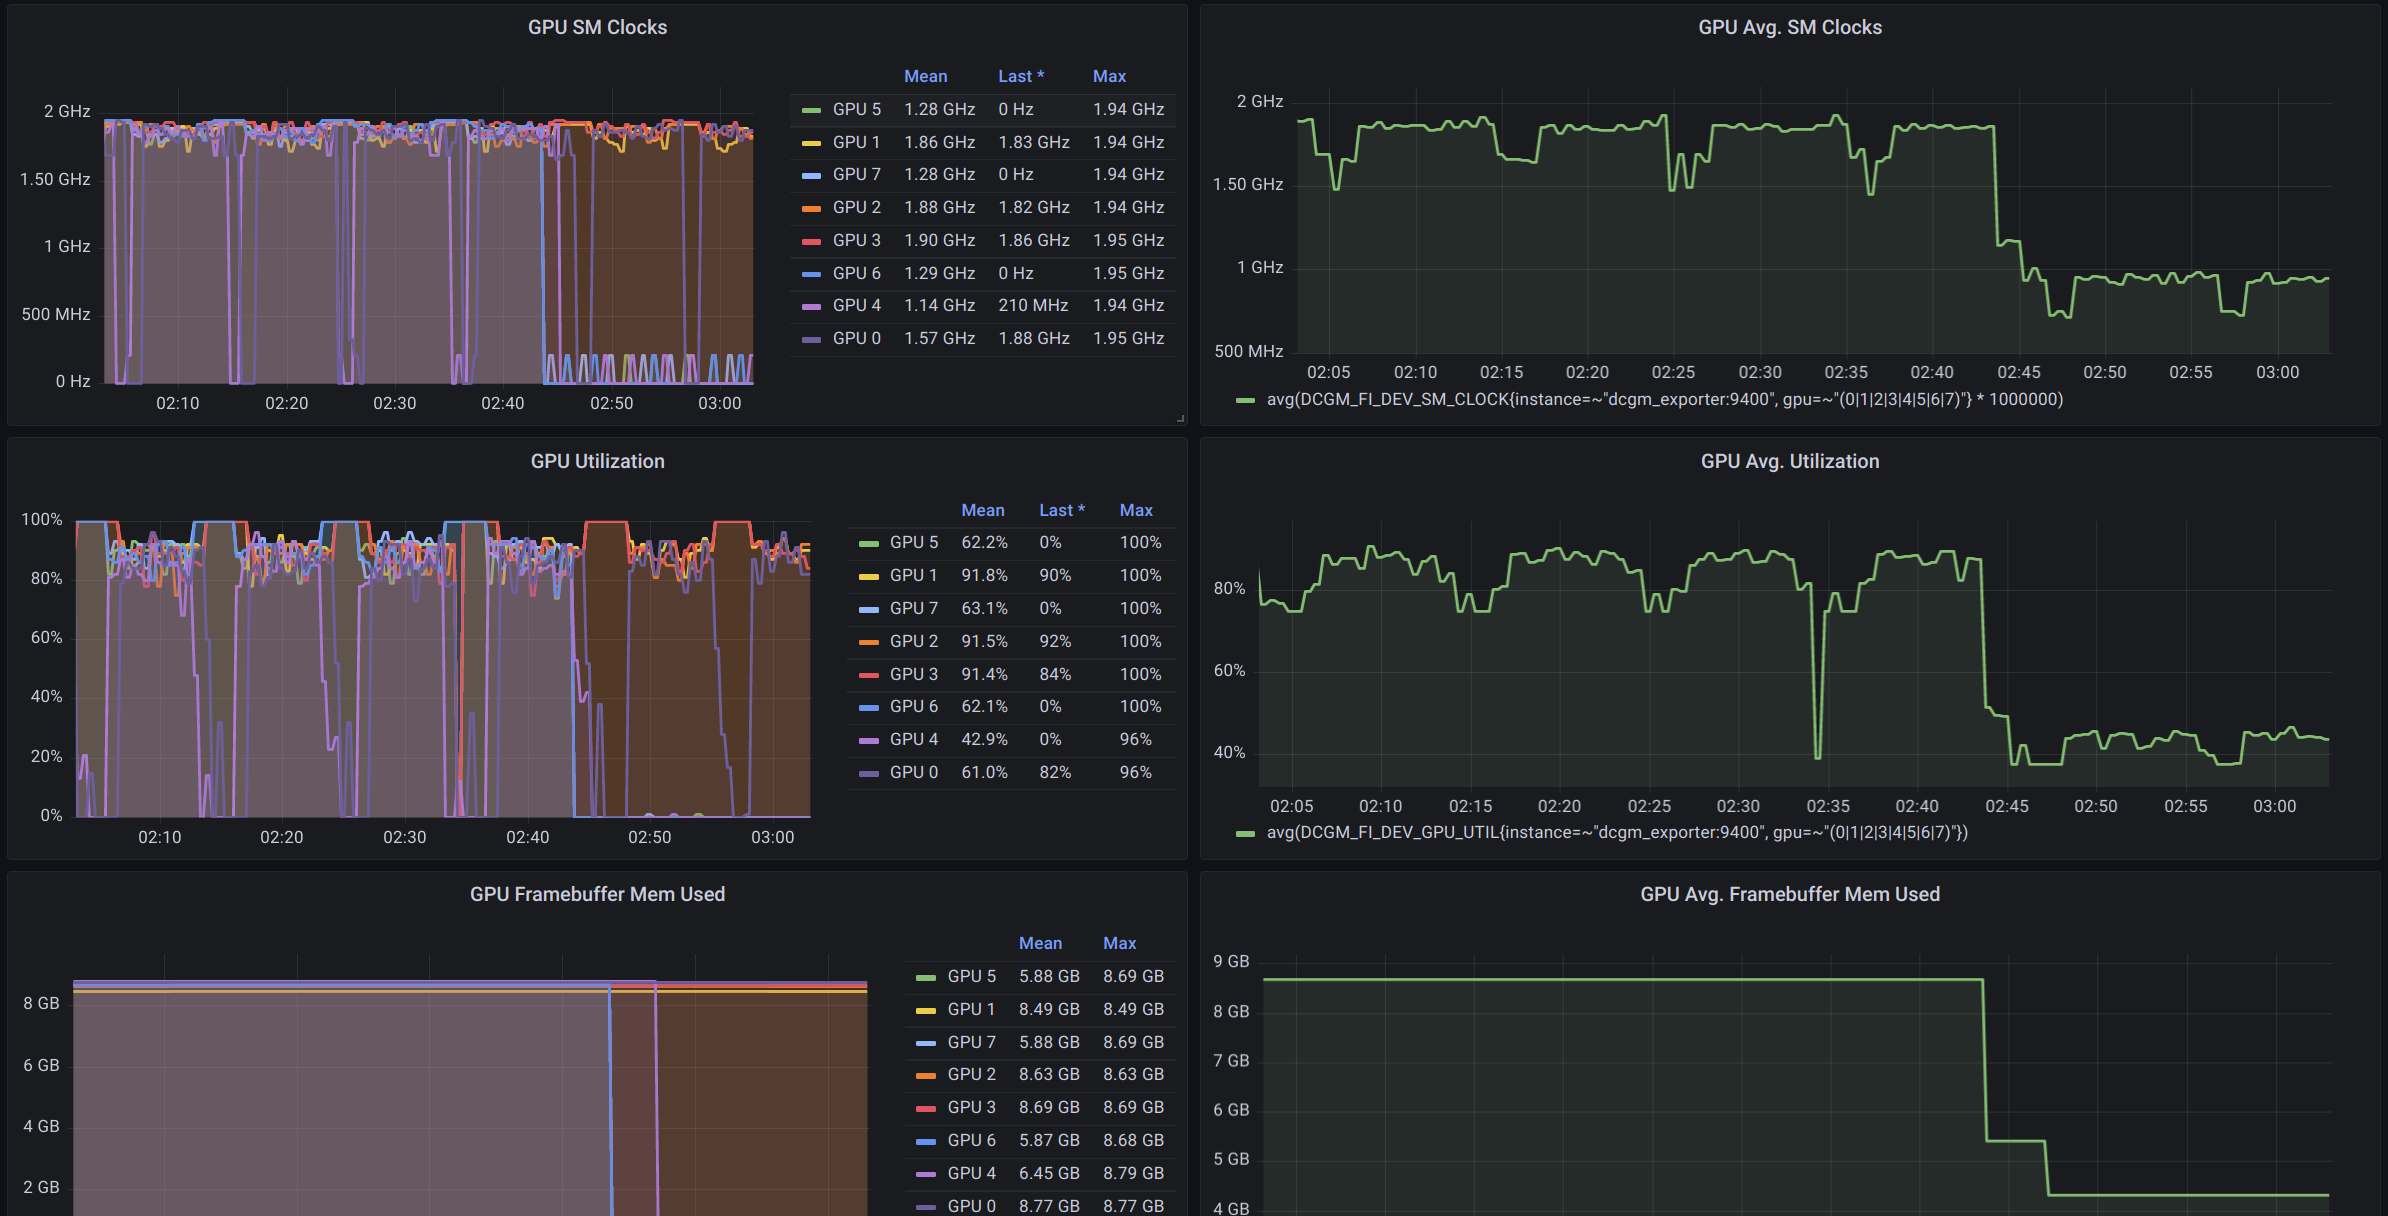 GPU SM Clocks
Mean Last * Max
2 GHz
1.50 GHz
1 GHz
500 MHz
0 Hz
02:10 02:20 02:30 02:40 02:50 03:00
GPU 5 1.28 GHz 0 Hz 1.94 GHz
GPU 1 1.86 GHz 1.83 GHz 1.94 GHz
GPU 7 1.28 GHz 0 Hz 1.94 GHz
GPU 2 1.88 GHz 1.82 GHz 1.94 GHz
GPU 3 1.90 GHz 1.86 GHz 1.95 GHz
GPU 6 1.29 GHz 0 Hz 1.95 GHz
GPU 4 1.14 GHz 210 MHz 1.94 GHz
GPU 0 1.57 GHz 1.88 GHz 1.95 GHz
GPU Avg. SM Clocks
2 GHz
1.50 GHz
1 GHz
500 MHz
02:05 02:10 02:15 02:20 02:25 02:30 02:35 02:40 02:45 02:50 02:55 03:00
avg(DCGM_FI_DEV_SM_CLOCK{instance=~"dcgm_exporter:9400", gpu=~"(0|1|2|3|4|5|6|7)"} * 1000000)
GPU Utilization
100%
80%
60%
40%
20%
0%
02:10 02:20 02:30 02:40 02:50 03:00
Mean Last * Max
GPU 5 62.2% 0% 100%
GPU 1 91.8% 90% 100%
GPU 7 63.1% 0% 100%
GPU 2 91.5% 92% 100%
GPU 3 91.4% 84% 100%
GPU 6 62.1% 0% 100%
GPU 4 42.9% 0% 96%
GPU 0 61.0% 82% 96%
GPU Avg. Utilization
80%
60%
40%
02:05 02:10 02:15 02:20 02:25 02:30 02:35 02:40 02:45 02:50 02:55 03:00
avg(DCGM_FI_DEV_GPU_UTIL{instance=~"dcgm_exporter:9400", gpu=~"(0|1|2|3|4|5|6|7)"})
GPU Framebuffer Mem Used
8 GB
6 GB
4 GB
2 GB
Mean Max
GPU 5 5.88 GB 8.69 GB
GPU 1 8.49 GB 8.49 GB
GPU 7 5.88 GB 8.69 GB
GPU 2 8.63 GB 8.63 GB
GPU 3 8.69 GB 8.69 GB
GPU 6 5.87 GB 8.68 GB
GPU 4 6.45 GB 8.79 GB
GPU 0 8.77 GB 8.77 GB
GPU Avg. Framebuffer Mem Used
9 GB
8 GB
7 GB
6 GB
5 GB
4 GB